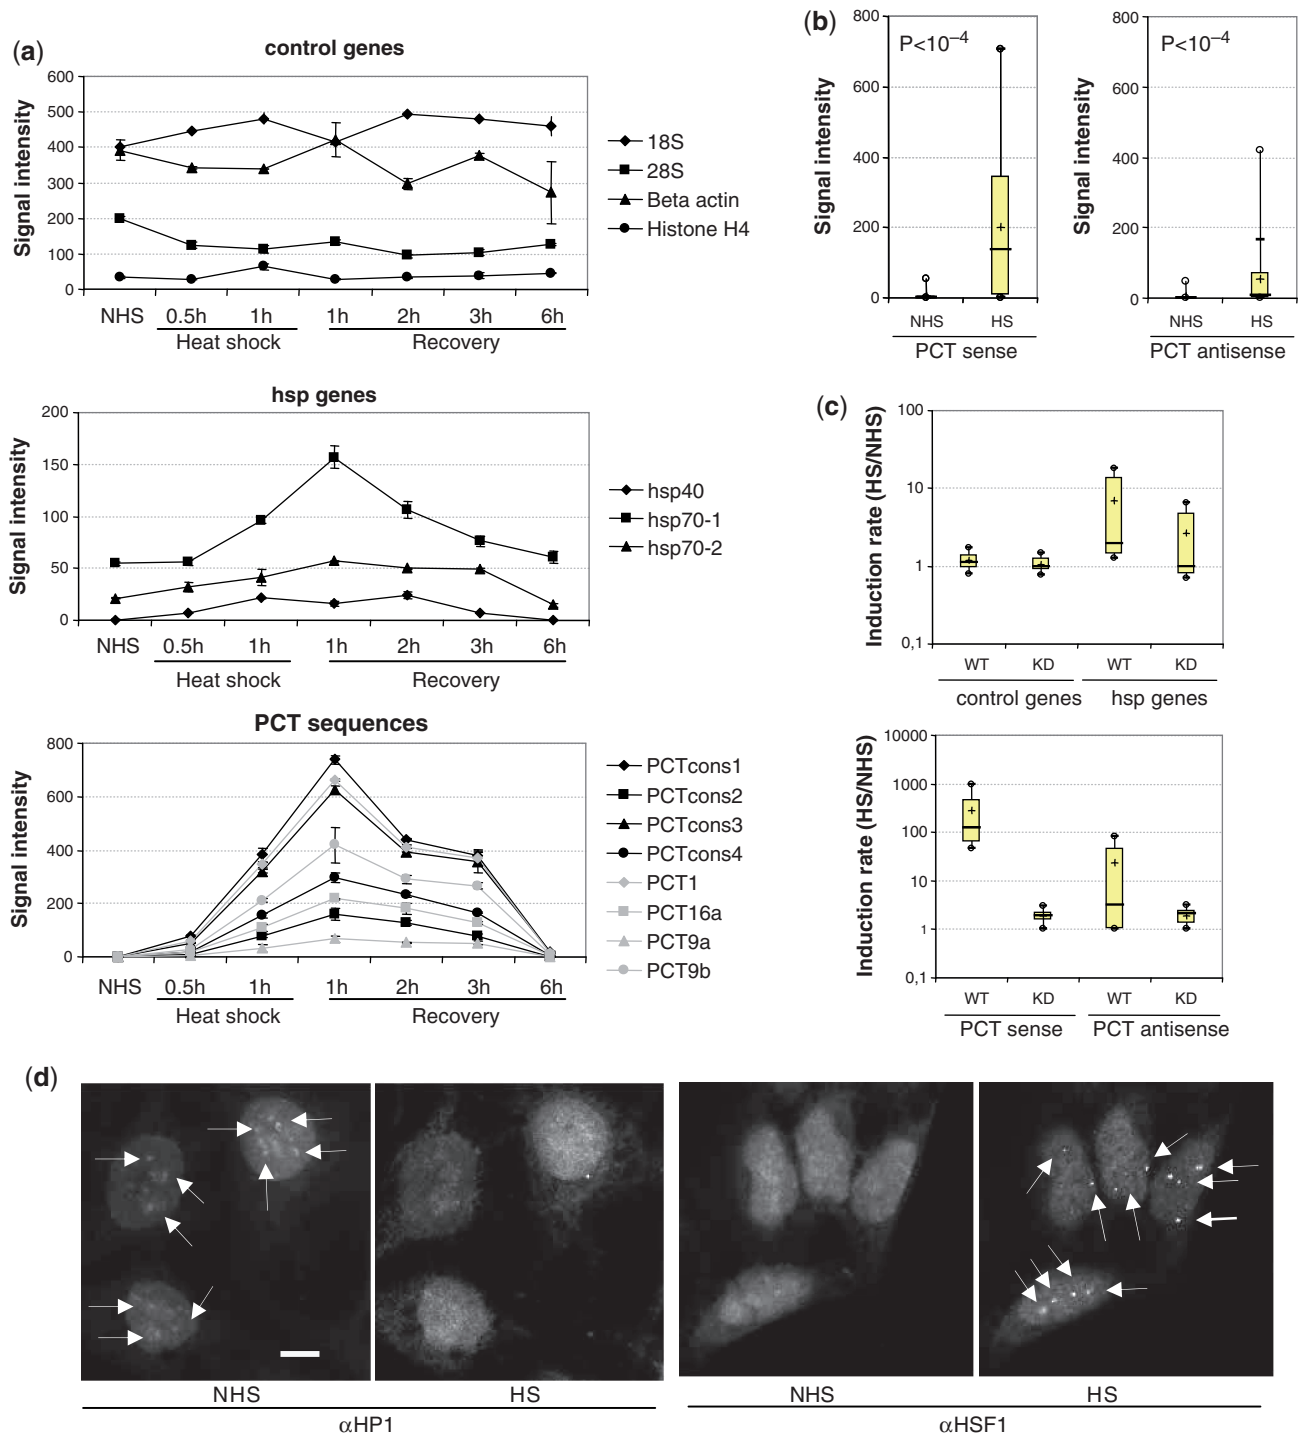 (a)
control genes
Signal intensity
600
500
400
300
200
100
0
NHS 0.5h 1h 1h 2h 3h 6h
Heat shock Recovery
18S
28S
Beta actin
Histone H4
hsp genes
Signal intensity
200
150
100
50
0
NHS 0.5h 1h 1h 2h 3h 6h
Heat shock Recovery
hsp40
hsp70-1
hsp70-2
PCT sequences
Signal intensity
800
600
400
200
0
NHS 0.5h 1h 1h 2h 3h 6h
Heat shock Recovery
PCTcons1
PCTcons2
PCTcons3
PCTcons4
PCT1
PCT16a
PCT9a
PCT9b
(b)
Signal intensity
800
600
400
200
0
P<10⁻⁴
NHS HS
PCT sense
Signal intensity
800
600
400
200
0
P<10⁻⁴
NHS HS
PCT antisense
(c)
Induction rate (HS/NHS)
100
10
1
0,1
WT KD WT KD
control genes hsp genes
Induction rate (HS/NHS)
10000
1000
100
10
1
0,1
WT KD WT KD
PCT sense PCT antisense
(d)
NHS HS
αHP1
NHS HS
αHSF1